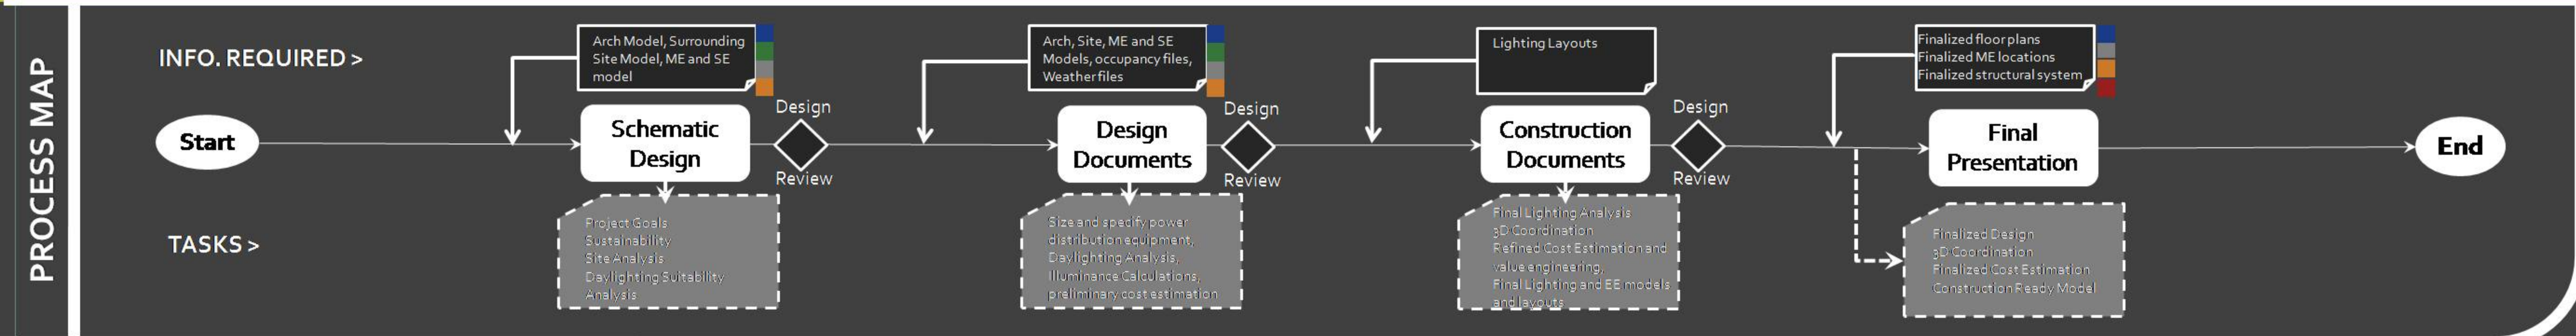 PROCESS MAP
INFO. REQUIRED >
Arch Model, Surrounding
Site Model, ME and SE
model
Arch, Site, ME and SE
Models, occupancy files,
Weather files
Lighting Layouts
Finalized floor plans
Finalized ME locations
Finalized structural system
Start
Schematic
Design
Design
Review
Design
Documents
Design
Review
Construction
Documents
Design
Review
Final
Presentation
End
TASKS >
Project Goals
Sustainability
Site Analysis
Daylighting Suitability
Analysis
Size and specify power
distribution equipment,
Daylighting Analysis,
Illuminance Calculations,
preliminary cost estimation
Final Lighting Analysis
3D Coordination
Refined Cost Estimation and
value engineering,
Final Lighting and EE models
and layouts
Finalized Design
3D Coordination
Finalized Cost Estimation
Construction Ready Model